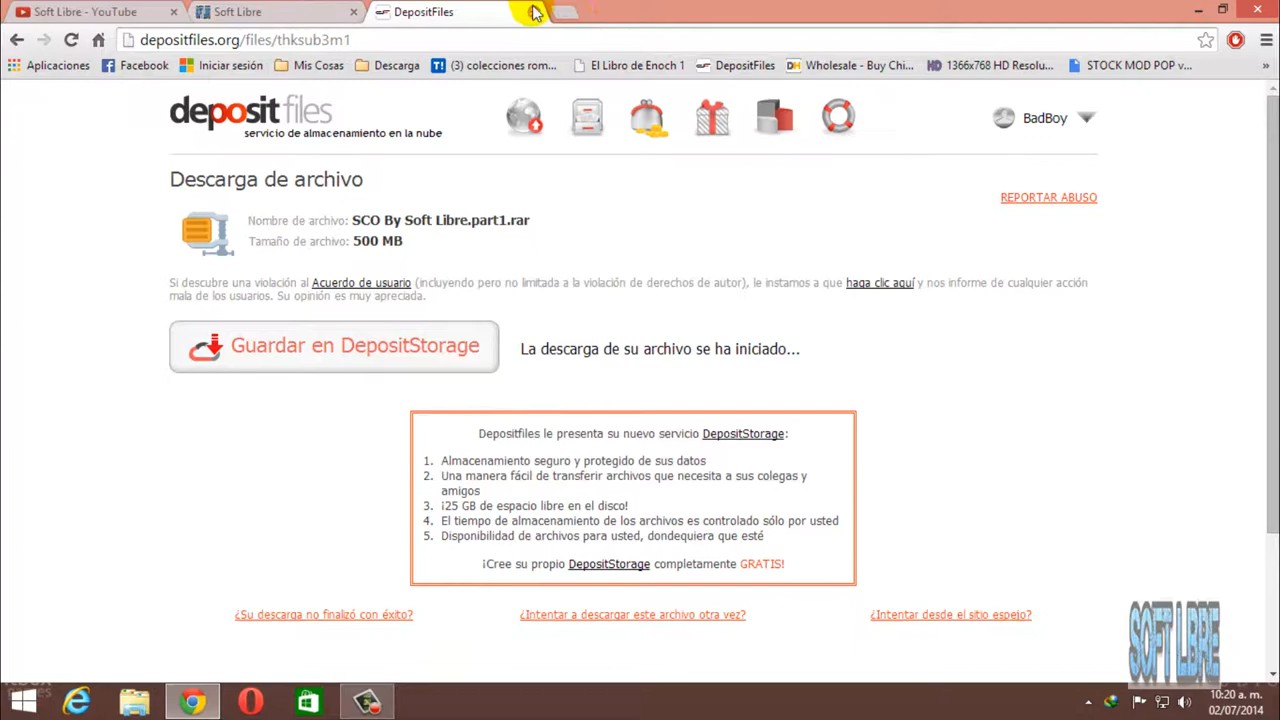 Soft Libre - YouTube
Soft Libre
DepositFiles
depositfiles.org/files/thksub3m1
Aplicaciones
Facebook
Iniciar sesión
Mis Cosas
Descarga
T!
(3) colecciones rom...
El Libro de Enoch 1
DepositFiles
DH
Wholesale - Buy Chi...
HD
1366x768 HD Resolu...
STOCK MOD POP v...
»
depositfiles
servicio de almacenamiento en la nube
BadBoy
Descarga de archivo
REPORTAR ABUSO
Nombre de archivo: SCO By Soft Libre.part1.rar
Tamaño de archivo: 500 MB
Si descubre una violación al Acuerdo de usuario (incluyendo pero no limitada a la violación de derechos de autor), le instamos a que haga clic aquí y nos informe de cualquier acción
mala de los usuarios. Su opinión es muy apreciada.
Guardar en DepositStorage
La descarga de su archivo se ha iniciado...
Depositfiles le presenta su nuevo servicio DepositStorage:
1. Almacenamiento seguro y protegido de sus datos
2. Una manera fácil de transferir archivos que necesita a sus colegas y
amigos
3. ¡25 GB de espacio libre en el disco!
4. El tiempo de almacenamiento de los archivos es controlado sólo por usted
5. Disponibilidad de archivos para usted, dondequiera que esté
¡Cree su propio DepositStorage completamente GRATIS!
¿Su descarga no finalizó con éxito?
¿Intentar a descargar este archivo otra vez?
¿Intentar desde el sitio espejo?
SOFT LIBRE
10:20 a. m.
02/07/2014